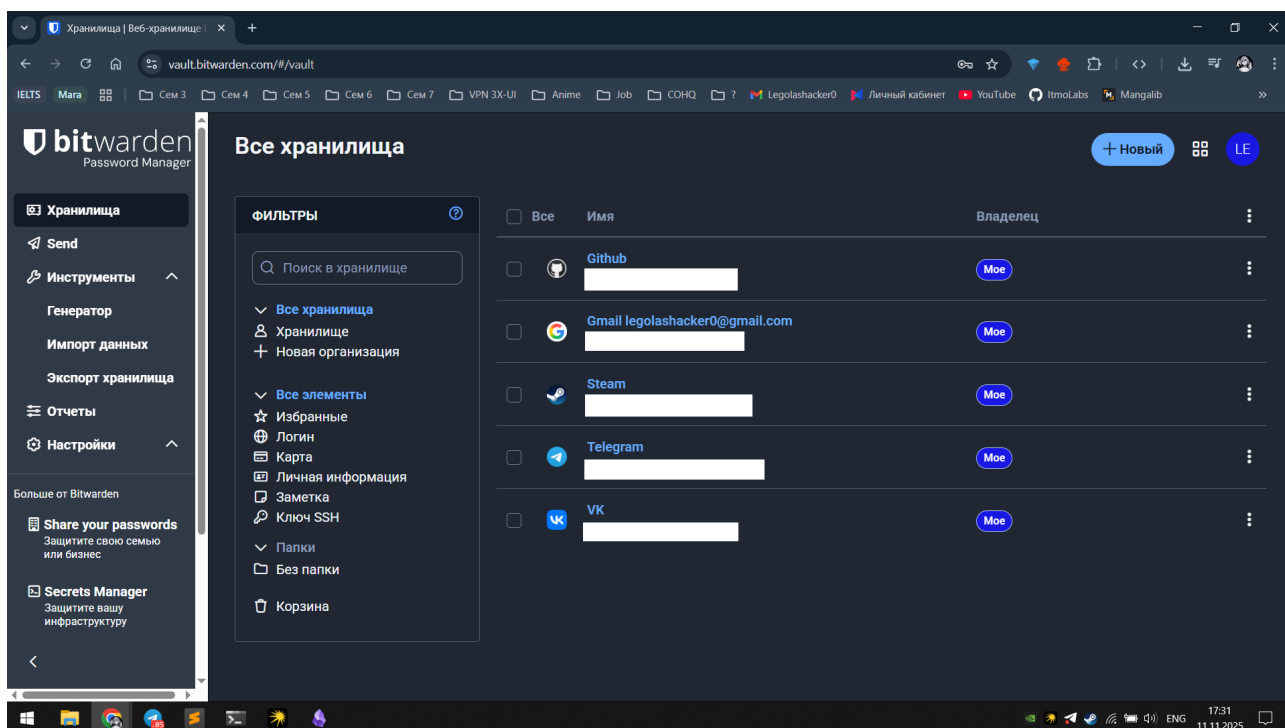 Хранилища | Веб-хранилище
vault.bitwarden.com/#/vault
IELTS Mara Сем 3 Сем 4 Сем 5 Сем 6 Сем 7 VPN 3X-UI Anime Job COHQ ? Legolashacker0 Личный кабинет YouTube ItmoLabs Mangalib
bitwarden
Password Manager
Хранилища
Send
Инструменты
Генератор
Импорт данных
Экспорт хранилища
Отчеты
Настройки
Больше от Bitwarden
Share your passwords
Защитите свою семью
или бизнес
Secrets Manager
Защитите вашу
инфраструктуру
Все хранилища
Новый
LE
ФИЛЬТРЫ
Поиск в хранилище
Все хранилища
Хранилище
Новая организация
Все элементы
Избранные
Логин
Карта
Личная информация
Заметка
Ключ SSH
Папки
Без папки
Корзина
Все Имя Владелец
Github
Мое
Gmail legolashacker0@gmail.com
Мое
Steam
Мое
Telegram
Мое
VK
Мое
ENG
17:31
11.11.2025